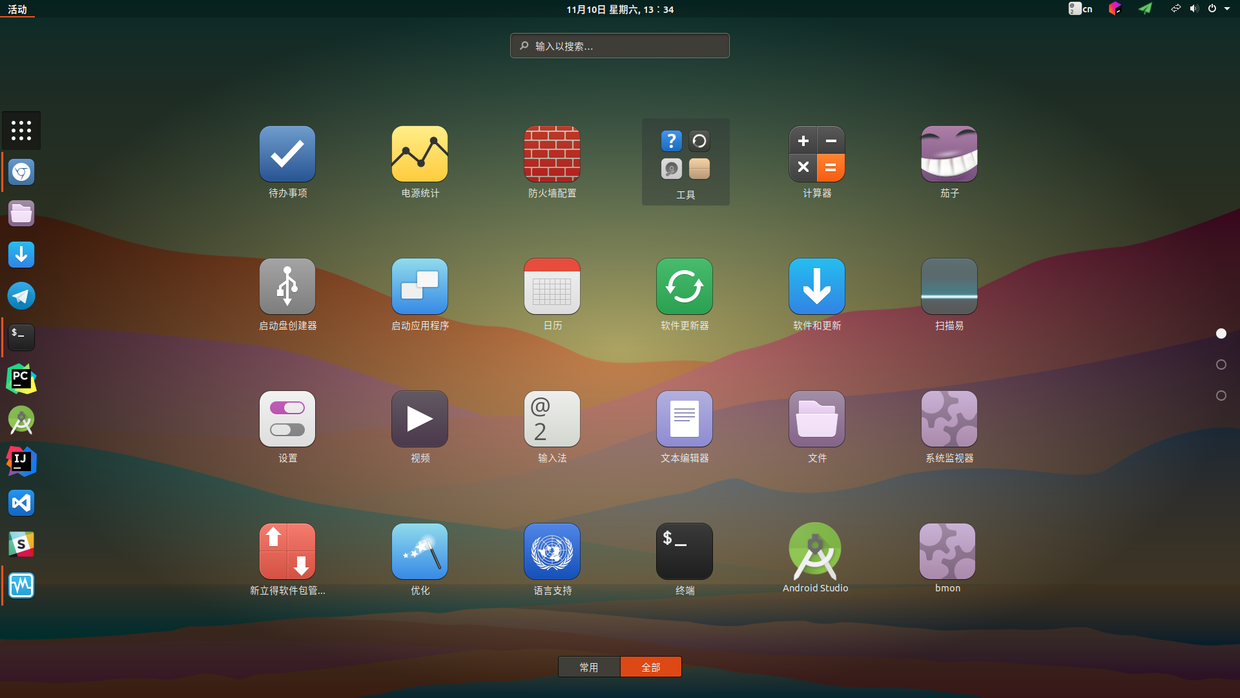 活动
11月10日 星期六, 13：34
cn
输入以搜索...
待办事项
电源统计
防火墙配置
工具
计算器
茄子
启动盘创建器
启动应用程序
日历
软件更新器
软件和更新
扫描易
$_
PC
设置
视频
@
2
输入法
文本编辑器
文件
系统监视器
IJ
S
新立得软件包管...
优化
语言支持
$_
终端
Android Studio
bmon
常用
全部